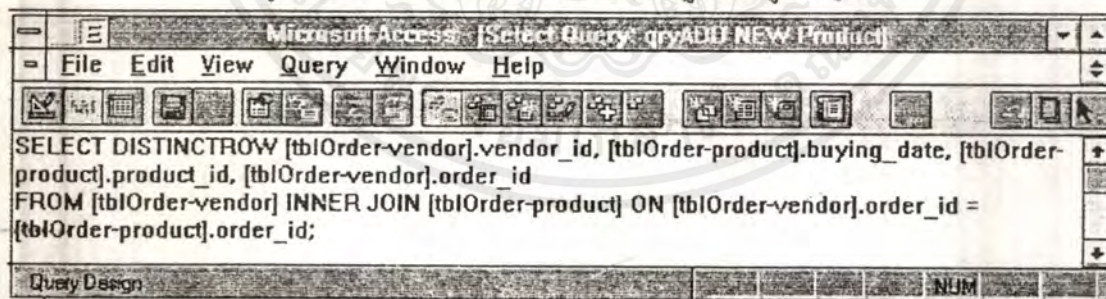 Microsoft Access - [Select Query: qryADD NEW Product]
File Edit View Query Window Help
SELECT DISTINCTROW [tblOrder-vendor].vendor_id, [tblOrder-product].buying_date, [tblOrder-
product].product_id, [tblOrder-vendor].order_id
FROM [tblOrder-vendor] INNER JOIN [tblOrder-product] ON [tblOrder-vendor].order_id =
[tblOrder-product].order_id;
Query Design NUM